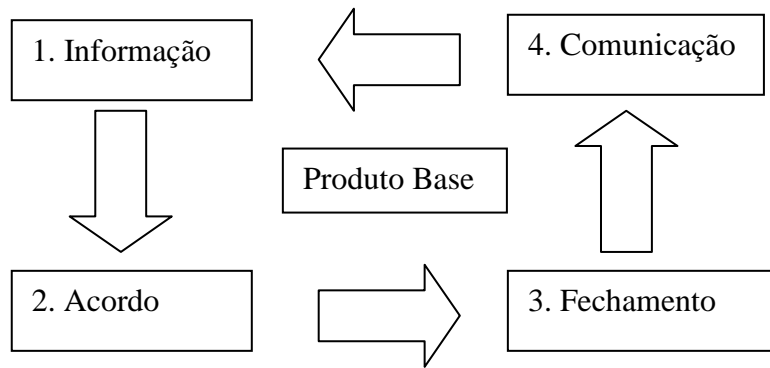 1. Informação
4. Comunicação
Produto Base
2. Acordo
3. Fechamento